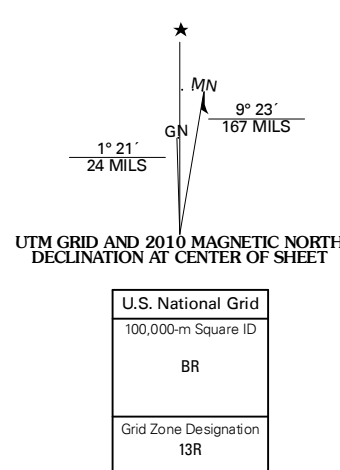 ★
MN
9° 23´
167 MILS
GN
1° 21´
24 MILS
UTM GRID AND 2010 MAGNETIC NORTH
DECLINATION AT CENTER OF SHEET
U.S. National Grid
100,000-m Square ID
BR
Grid Zone Designation
13R